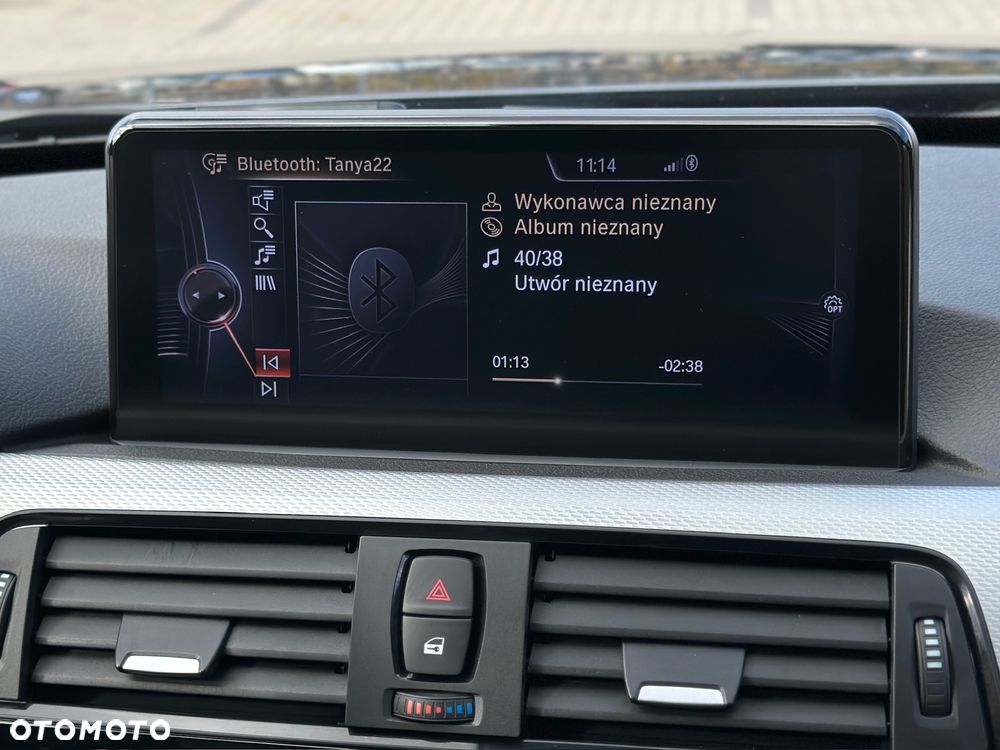 Bluetooth: Tanya22
11:14
Wykonawca nieznany
Album nieznany
40/38
Utwór nieznany
OPT
01:13
-02:38
OTOMOTO